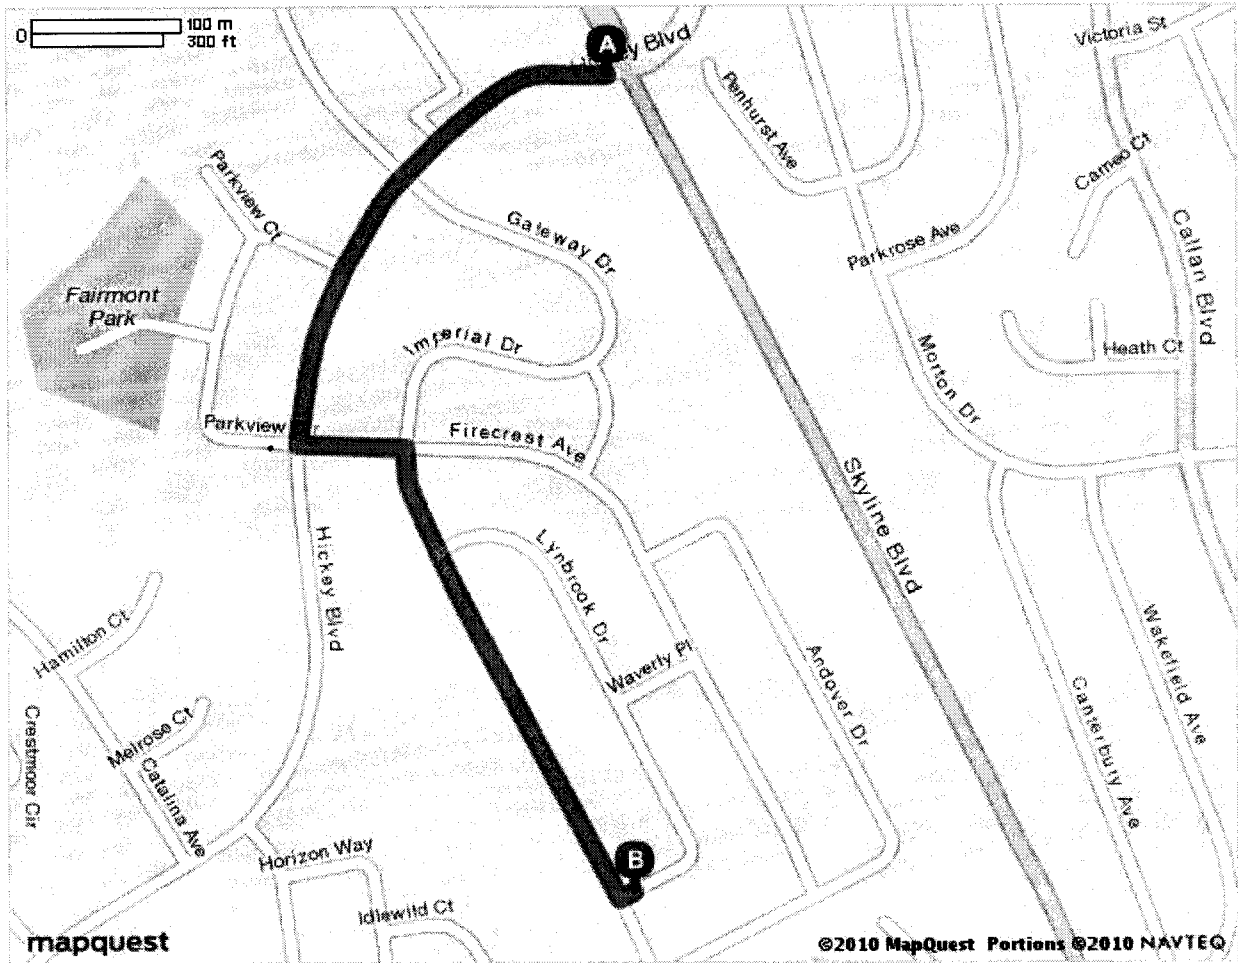 0
100 m
300 ft
A
Blvd
Victoria St
Penhurst Ave
Cameo Ct
Parkview Ct
Gateway Dr
Parkrose Ave
Callan Blvd
Fairmont
Park
Imperial Dr
Morton Dr
Heath Ct
Parkview
Firecrest Ave
Skyline Blvd
Hickey Blvd
Lynbrook Dr
Hamilton Ct
Waverly Pl
Andover Dr
Wakefield Ave
Canterbury Ave
Crestmoor Cir
Melrose Ct
Catalina Ave
Horizon Way
B
Idlewild Ct
mapquest
©2010 MapQuest Portions ©2010 NAVTEQ